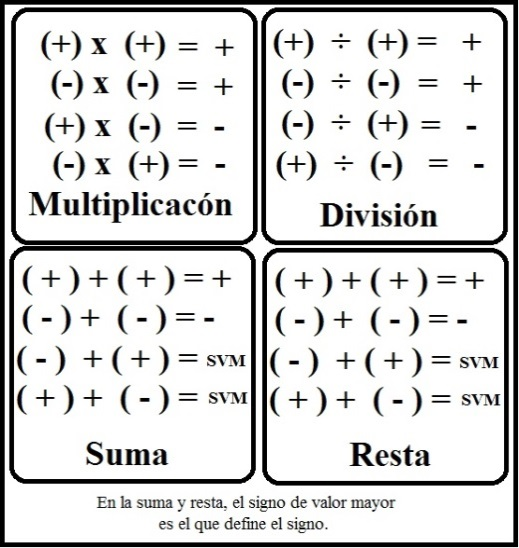 (+) x (+) = +
(-) x (-) = +
(+) x (-) = -
(-) x (+) = -
Multiplicacón
(+) ÷ (+) = +
(-) ÷ (-) = +
(-) ÷ (+) = -
(+) ÷ (-) = -
División
(+)+(+)=+
(-)+ (-)=-
(-) +(+)= SVM
(+)+ (-)= SVM
Suma
(+)+(+)=+
(-)+ (-)=-
(-) +(+)= SVM
(+)+ (-)= SVM
Resta
En la suma y resta, el signo de valor mayor
es el que define el signo.